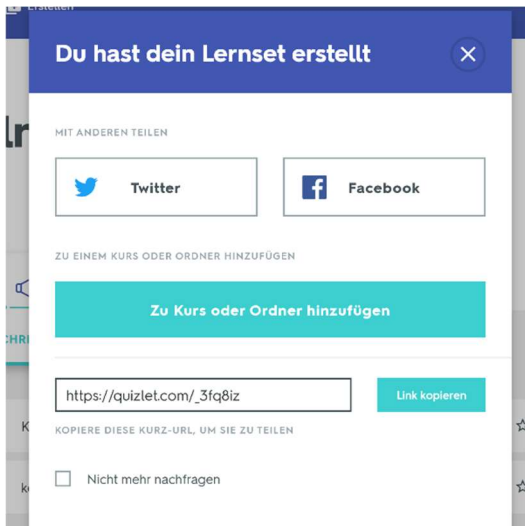 Erstellen
Du hast dein Lernset erstellt
MIT ANDEREN TEILEN
Twitter
Facebook
ZU EINEM KURS ODER ORDNER HINZUFÜGEN
Zu Kurs oder Ordner hinzufügen
https://quizlet.com/_3fq8iz
Link kopieren
KOPIERE DIESE KURZ-URL, UM SIE ZU TEILEN
Nicht mehr nachfragen